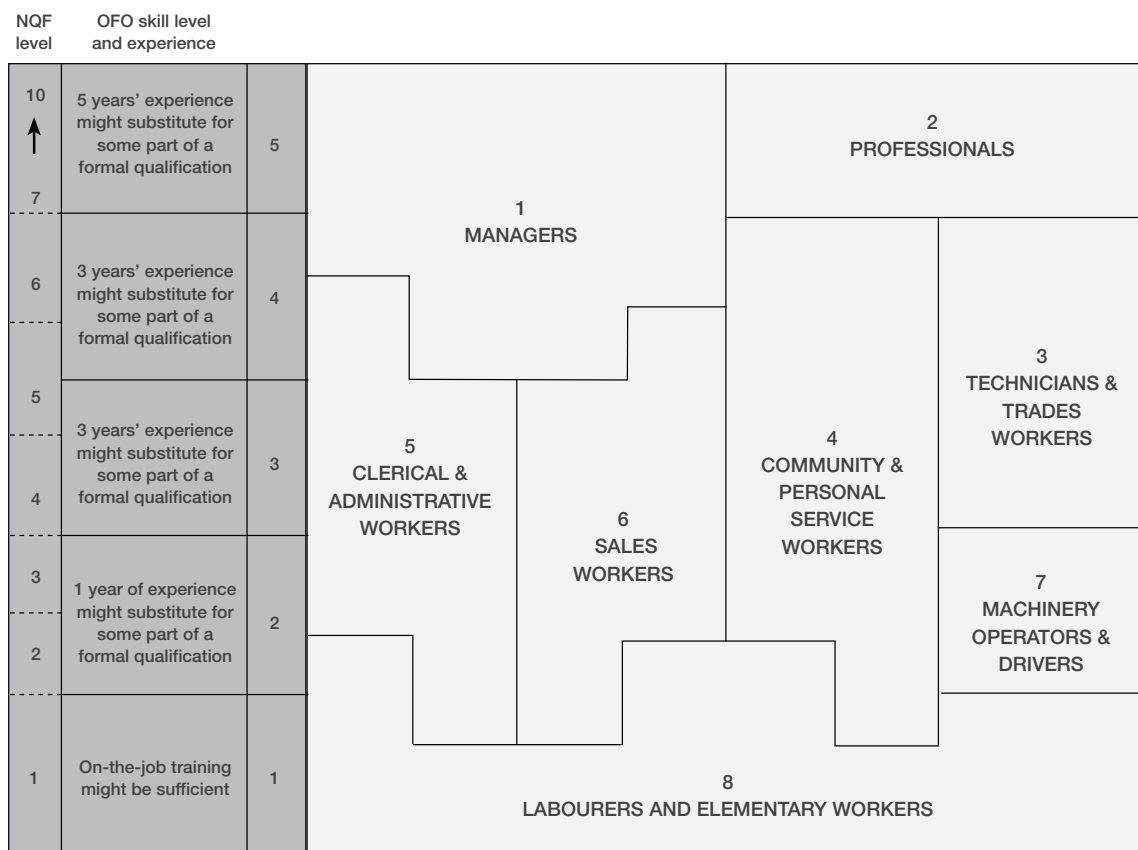 NQF
level
OFO skill level
and experience
10
7
6
5
4
3
2
1
5 years’ experience
might substitute for
some part of a
formal qualification
5
3 years’ experience
might substitute for
some part of a
formal qualification
4
3 years’ experience
might substitute for
some part of a
formal qualification
3
1 year of experience
might substitute for
some part of a
formal qualification
2
On-the-job training
might be sufficient
1
1
MANAGERS
2
PROFESSIONALS
3
TECHNICIANS &
TRADES
WORKERS
4
COMMUNITY &
PERSONAL
SERVICE
WORKERS
5
CLERICAL &
ADMINISTRATIVE
WORKERS
6
SALES
WORKERS
7
MACHINERY
OPERATORS &
DRIVERS
8
LABOURERS AND ELEMENTARY WORKERS